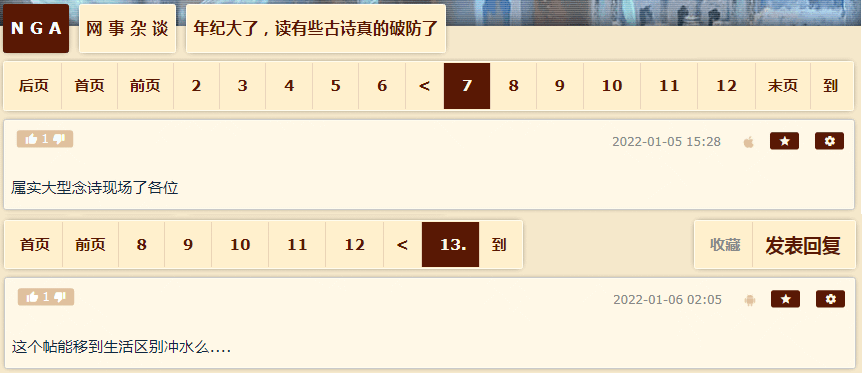 NGA 网事杂谈 年纪大了，读有些古诗真的破防了
后页 首页 前页 2 3 4 5 6 < 7 8 9 10 11 12 末页 到
1 2022-01-05 15:28
属实大型念诗现场了各位
首页 前页 8 9 10 11 12 < 13. 到 收藏 发表回复
1 2022-01-06 02:05
这个帖能移到生活区别冲水么....